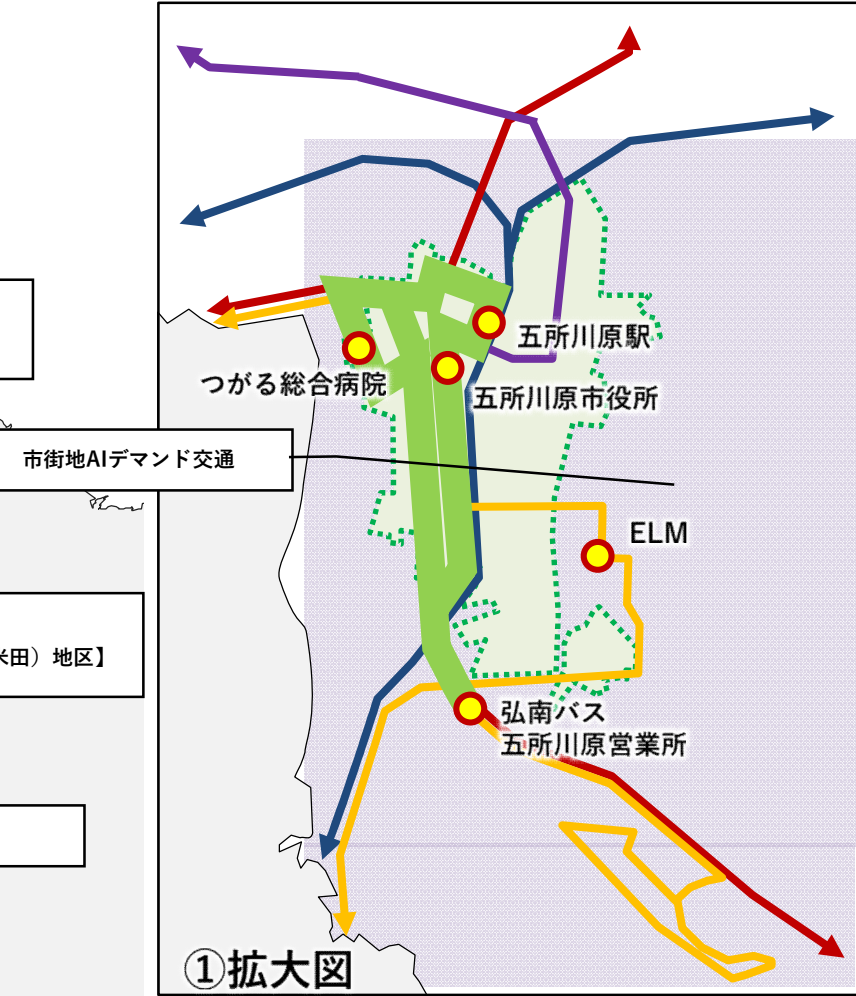 五所川原駅
つがる総合病院
五所川原市役所
市街地AIデマンド交通
ELM
米田）地区】
弘南バス
五所川原営業所
①拡大図